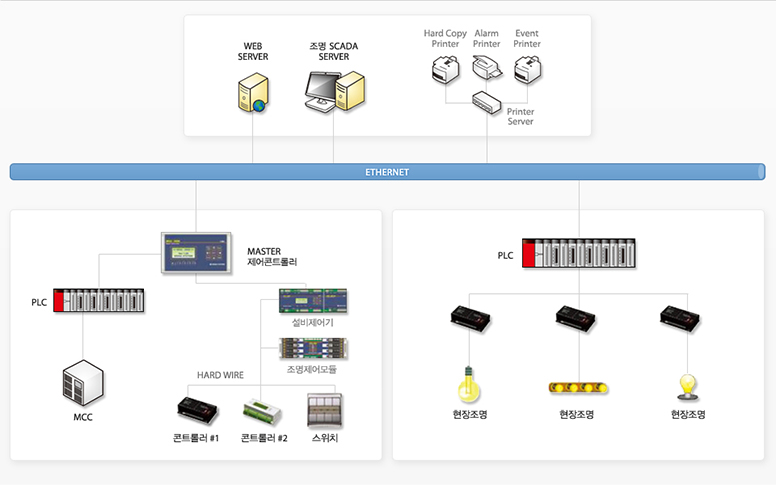 WEB
SERVER
조명 SCADA
SERVER
Hard Copy
Printer
Alarm
Printer
Event
Printer
Printer
Server
ETHERNET
MASTER
제어콘트롤러
PLC
설비제어기
조명제어모듈
HARD WIRE
MCC
콘트롤러 #1
콘트롤러 #2
스위치
PLC
현장조명
현장조명
현장조명